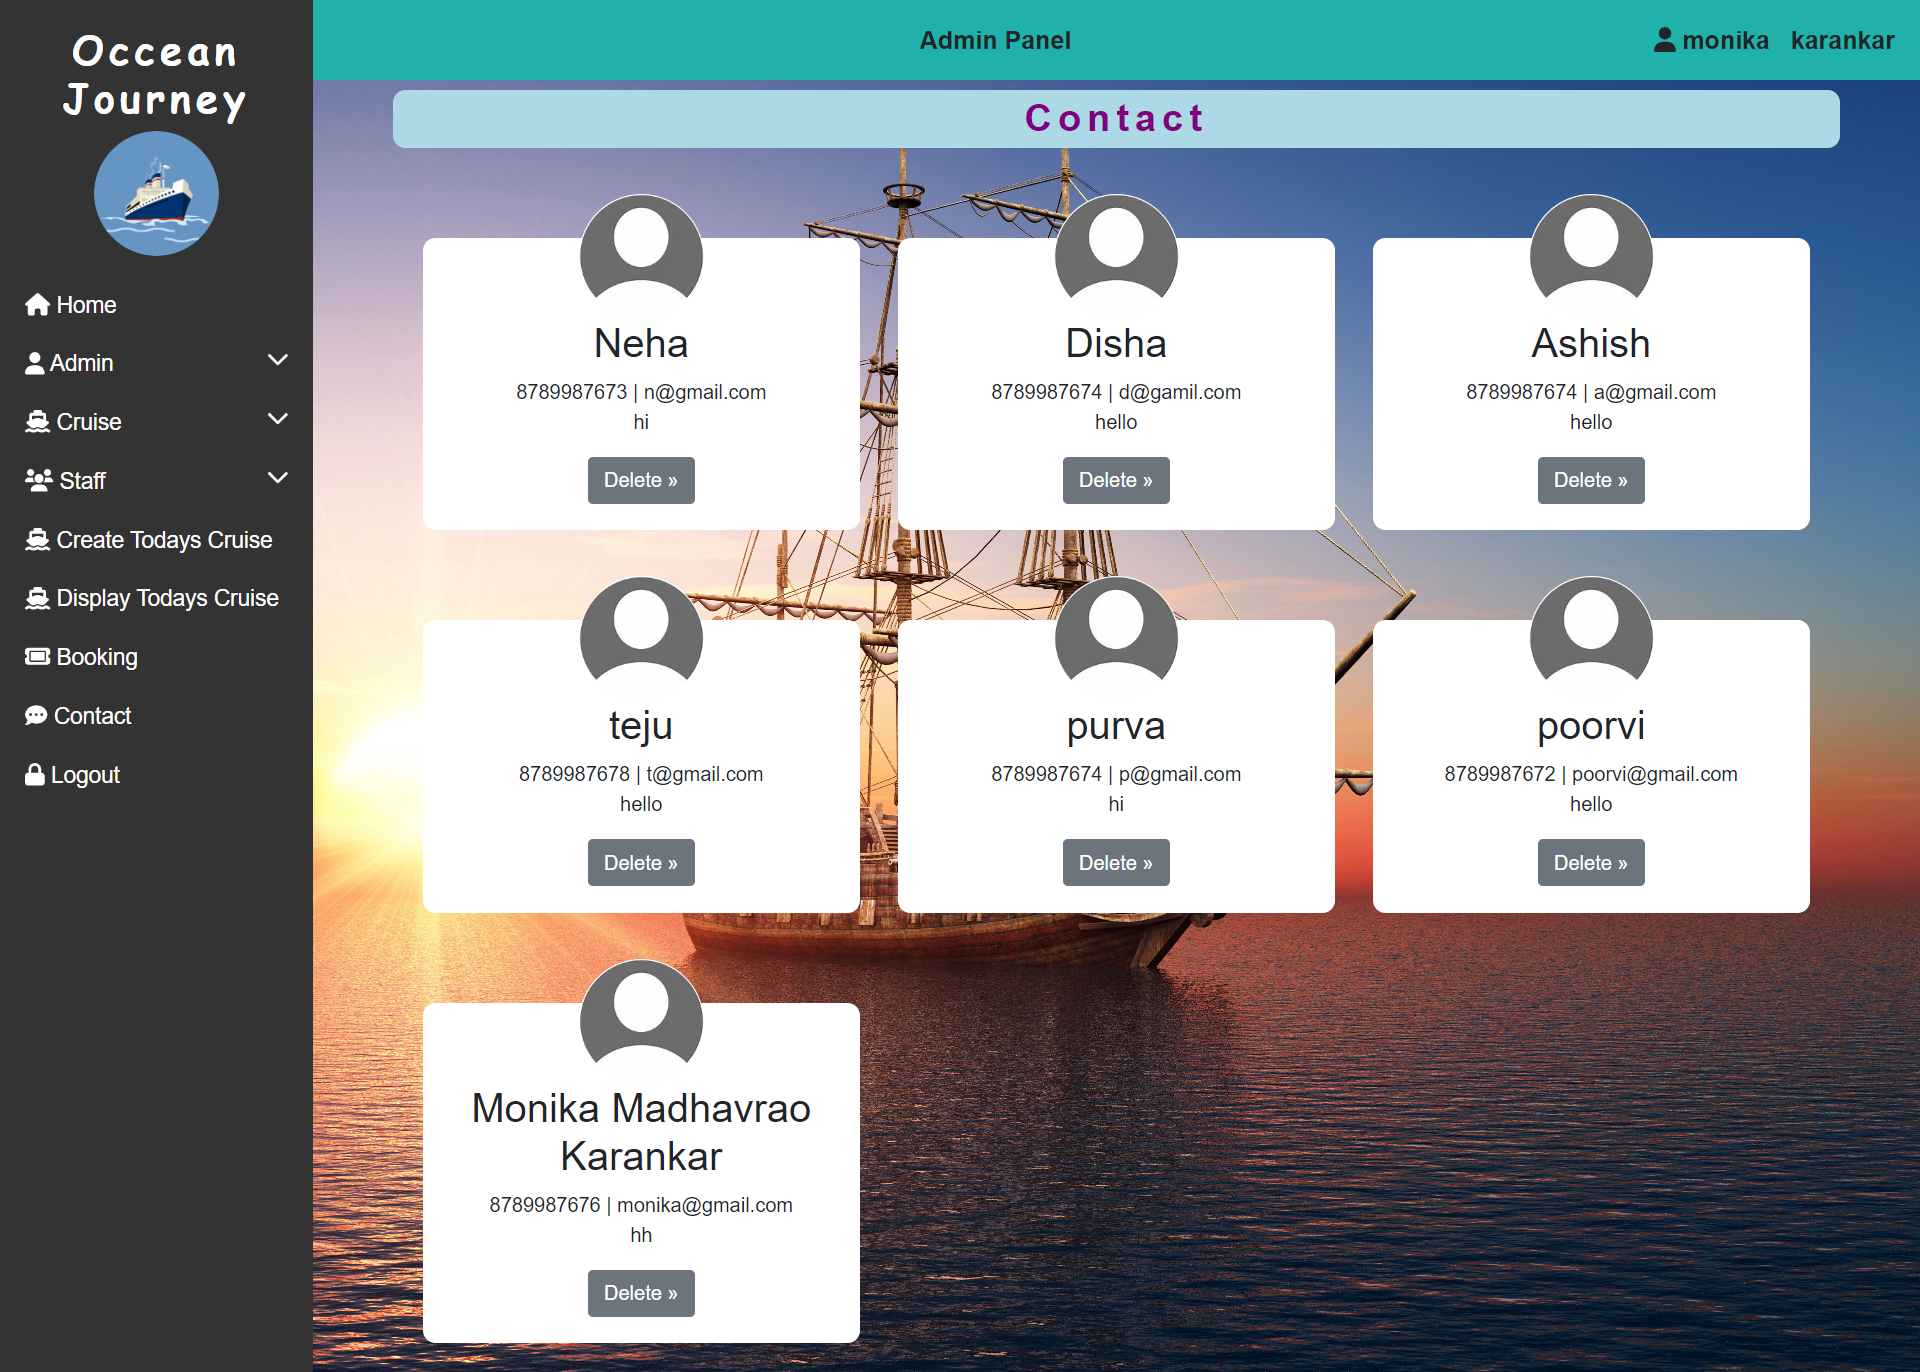 Occean
Journey
Home
Admin
Cruise
Staff
Create Todays Cruise
Display Todays Cruise
Booking
Contact
Logout
Admin Panel
monika karankar
Contact
Neha
8789987673 | n@gmail.com
hi
Delete »
Disha
8789987674 | d@gamil.com
hello
Delete »
Ashish
8789987674 | a@gmail.com
hello
Delete »
teju
8789987678 | t@gmail.com
hello
Delete »
purva
8789987674 | p@gmail.com
hi
Delete »
poorvi
8789987672 | poorvi@gmail.com
hello
Delete »
Monika Madhavrao
Karankar
8789987676 | monika@gmail.com
hh
Delete »